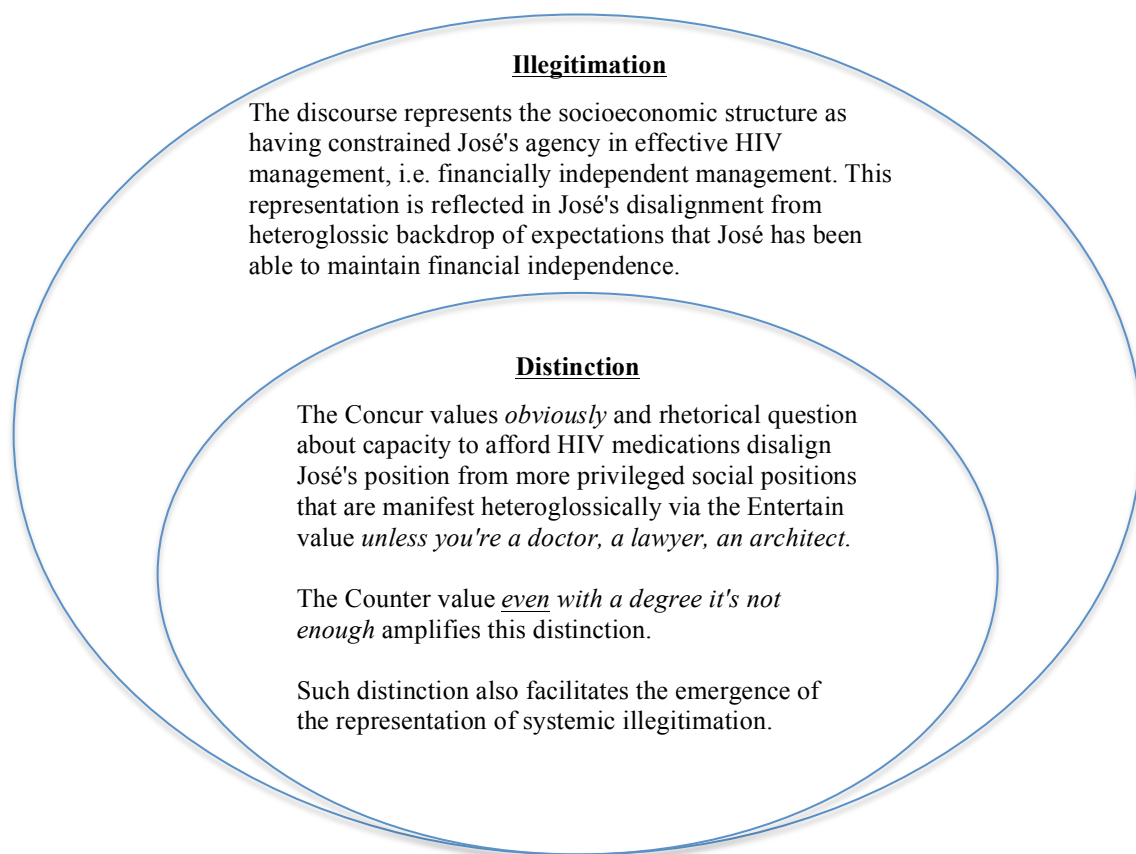 Illegitimation
The discourse represents the socioeconomic structure as
having constrained José's agency in effective HIV
management, i.e. financially independent management. This
representation is reflected in José's disalignment from
heteroglossic backdrop of expectations that José has been
able to maintain financial independence.
Distinction
The Concur values obviously and rhetorical question
about capacity to afford HIV medications disalign
José's position from more privileged social positions
that are manifest heteroglossically via the Entertain
value unless you're a doctor, a lawyer, an architect.
The Counter value even with a degree it's not
enough amplifies this distinction.
Such distinction also facilitates the emergence of
the representation of systemic illegitimation.